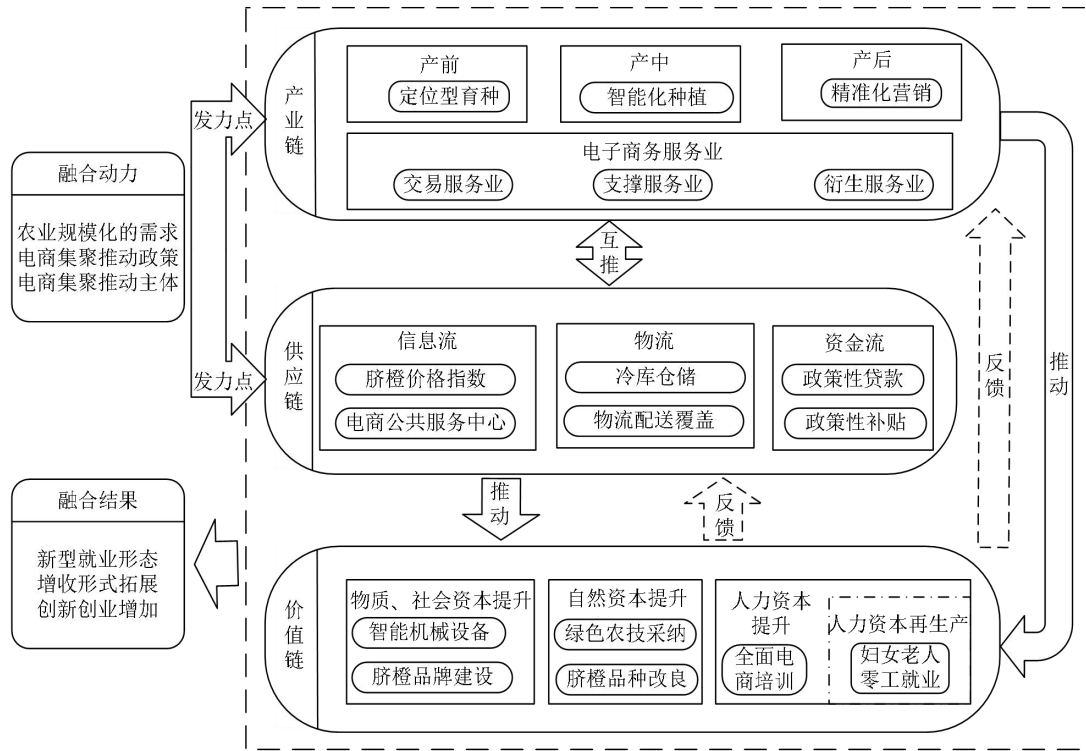 融合动力
农业规模化的需求
电商集聚推动政策
电商集聚推动主体
发力点
发力点
产业链
产前
定位型育种
产中
智能化种植
产后
精准化营销
电子商务服务业
交易服务业
支撑服务业
衍生服务业
互推
供应链
信息流
脐橙价格指数
电商公共服务中心
物流
冷库仓储
物流配送覆盖
资金流
政策性贷款
政策性补贴
反馈
推动
推动
反馈
融合结果
新型就业形态
增收形式拓展
创新创业增加
价值链
物质、社会资本提升
智能机械设备
脐橙品牌建设
自然资本提升
绿色农技采纳
脐橙品种改良
人力资本
提升
全面电
商培训
人力资本再生产
妇女老人
零工就业